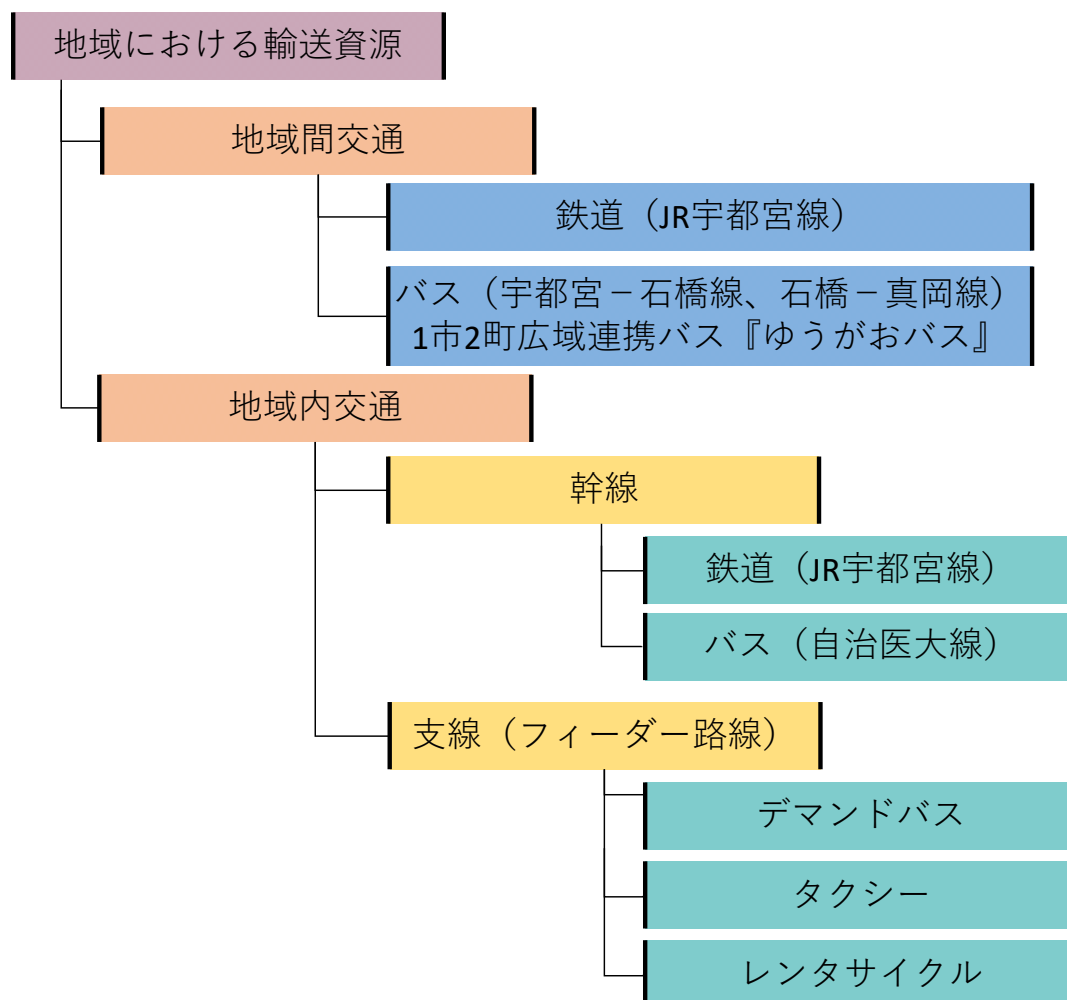 地域における輸送資源
地域間交通
鉄道（JR宇都宮線）
バス（宇都宮－石橋線、石橋－真岡線）
1市2町広域連携バス『ゆうがおバス』
地域内交通
幹線
鉄道（JR宇都宮線）
バス（自治医大線）
支線（フィーダー路線）
デマンドバス
タクシー
レンタサイクル